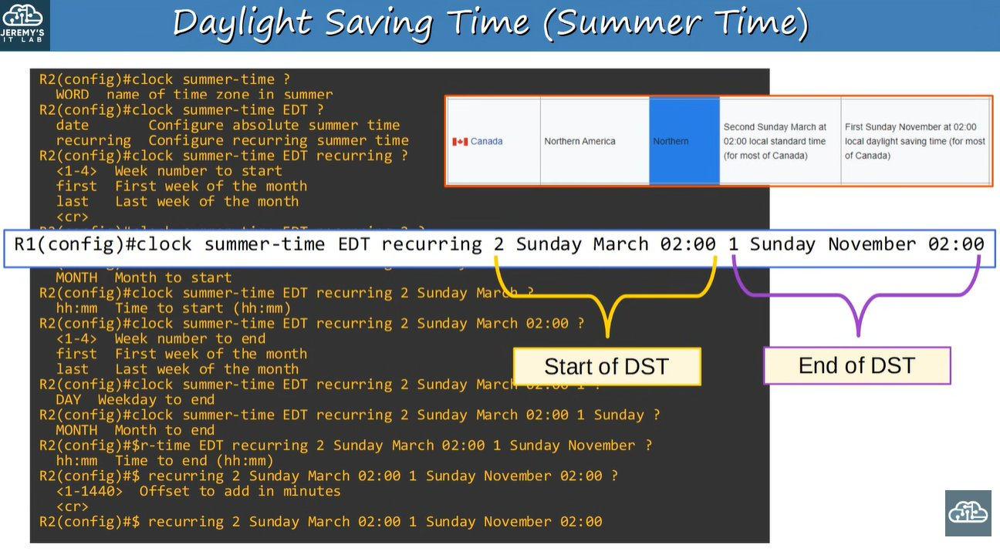 JEREMY'S
IT LAB
Daylight Saving Time (Summer Time)
R2(config)#clock summer-time ?
WORD name of time zone in summer
R2(config)#clock summer-time EDT ?
date Configure absolute summer time
recurring Configure recurring summer time
R2(config)#clock summer-time EDT recurring ?
<1-4> Week number to start
first First week of the month
last Last week of the month
<cr>
Canada
Northern America
Northern
Second Sunday March at
02:00 local standard time
(for most of Canada)
First Sunday November at 02:00
local daylight saving time (for most
of Canada)
R1(config)#clock summer-time EDT recurring 2 Sunday March 02:00 1 Sunday November 02:00
MONTH Month to start
R2(config)#clock summer-time EDT recurring 2 Sunday March ?
hh:mm Time to start (hh:mm)
R2(config)#clock summer-time EDT recurring 2 Sunday March 02:00 ?
<1-4> Week number to end
first First week of the month
last Last week of the month
Start of DST
End of DST
R2(config)#clock summer-time EDT recurring 2 Sunday March 02:00 1 ?
DAY Weekday to end
R2(config)#clock summer-time EDT recurring 2 Sunday March 02:00 1 Sunday ?
MONTH Month to end
R2(config)#$r-time EDT recurring 2 Sunday March 02:00 1 Sunday November ?
hh:mm Time to end (hh:mm)
R2(config)#$ recurring 2 Sunday March 02:00 1 Sunday November 02:00 ?
<1-1440> Offset to add in minutes
<cr>
R2(config)#$ recurring 2 Sunday March 02:00 1 Sunday November 02:00